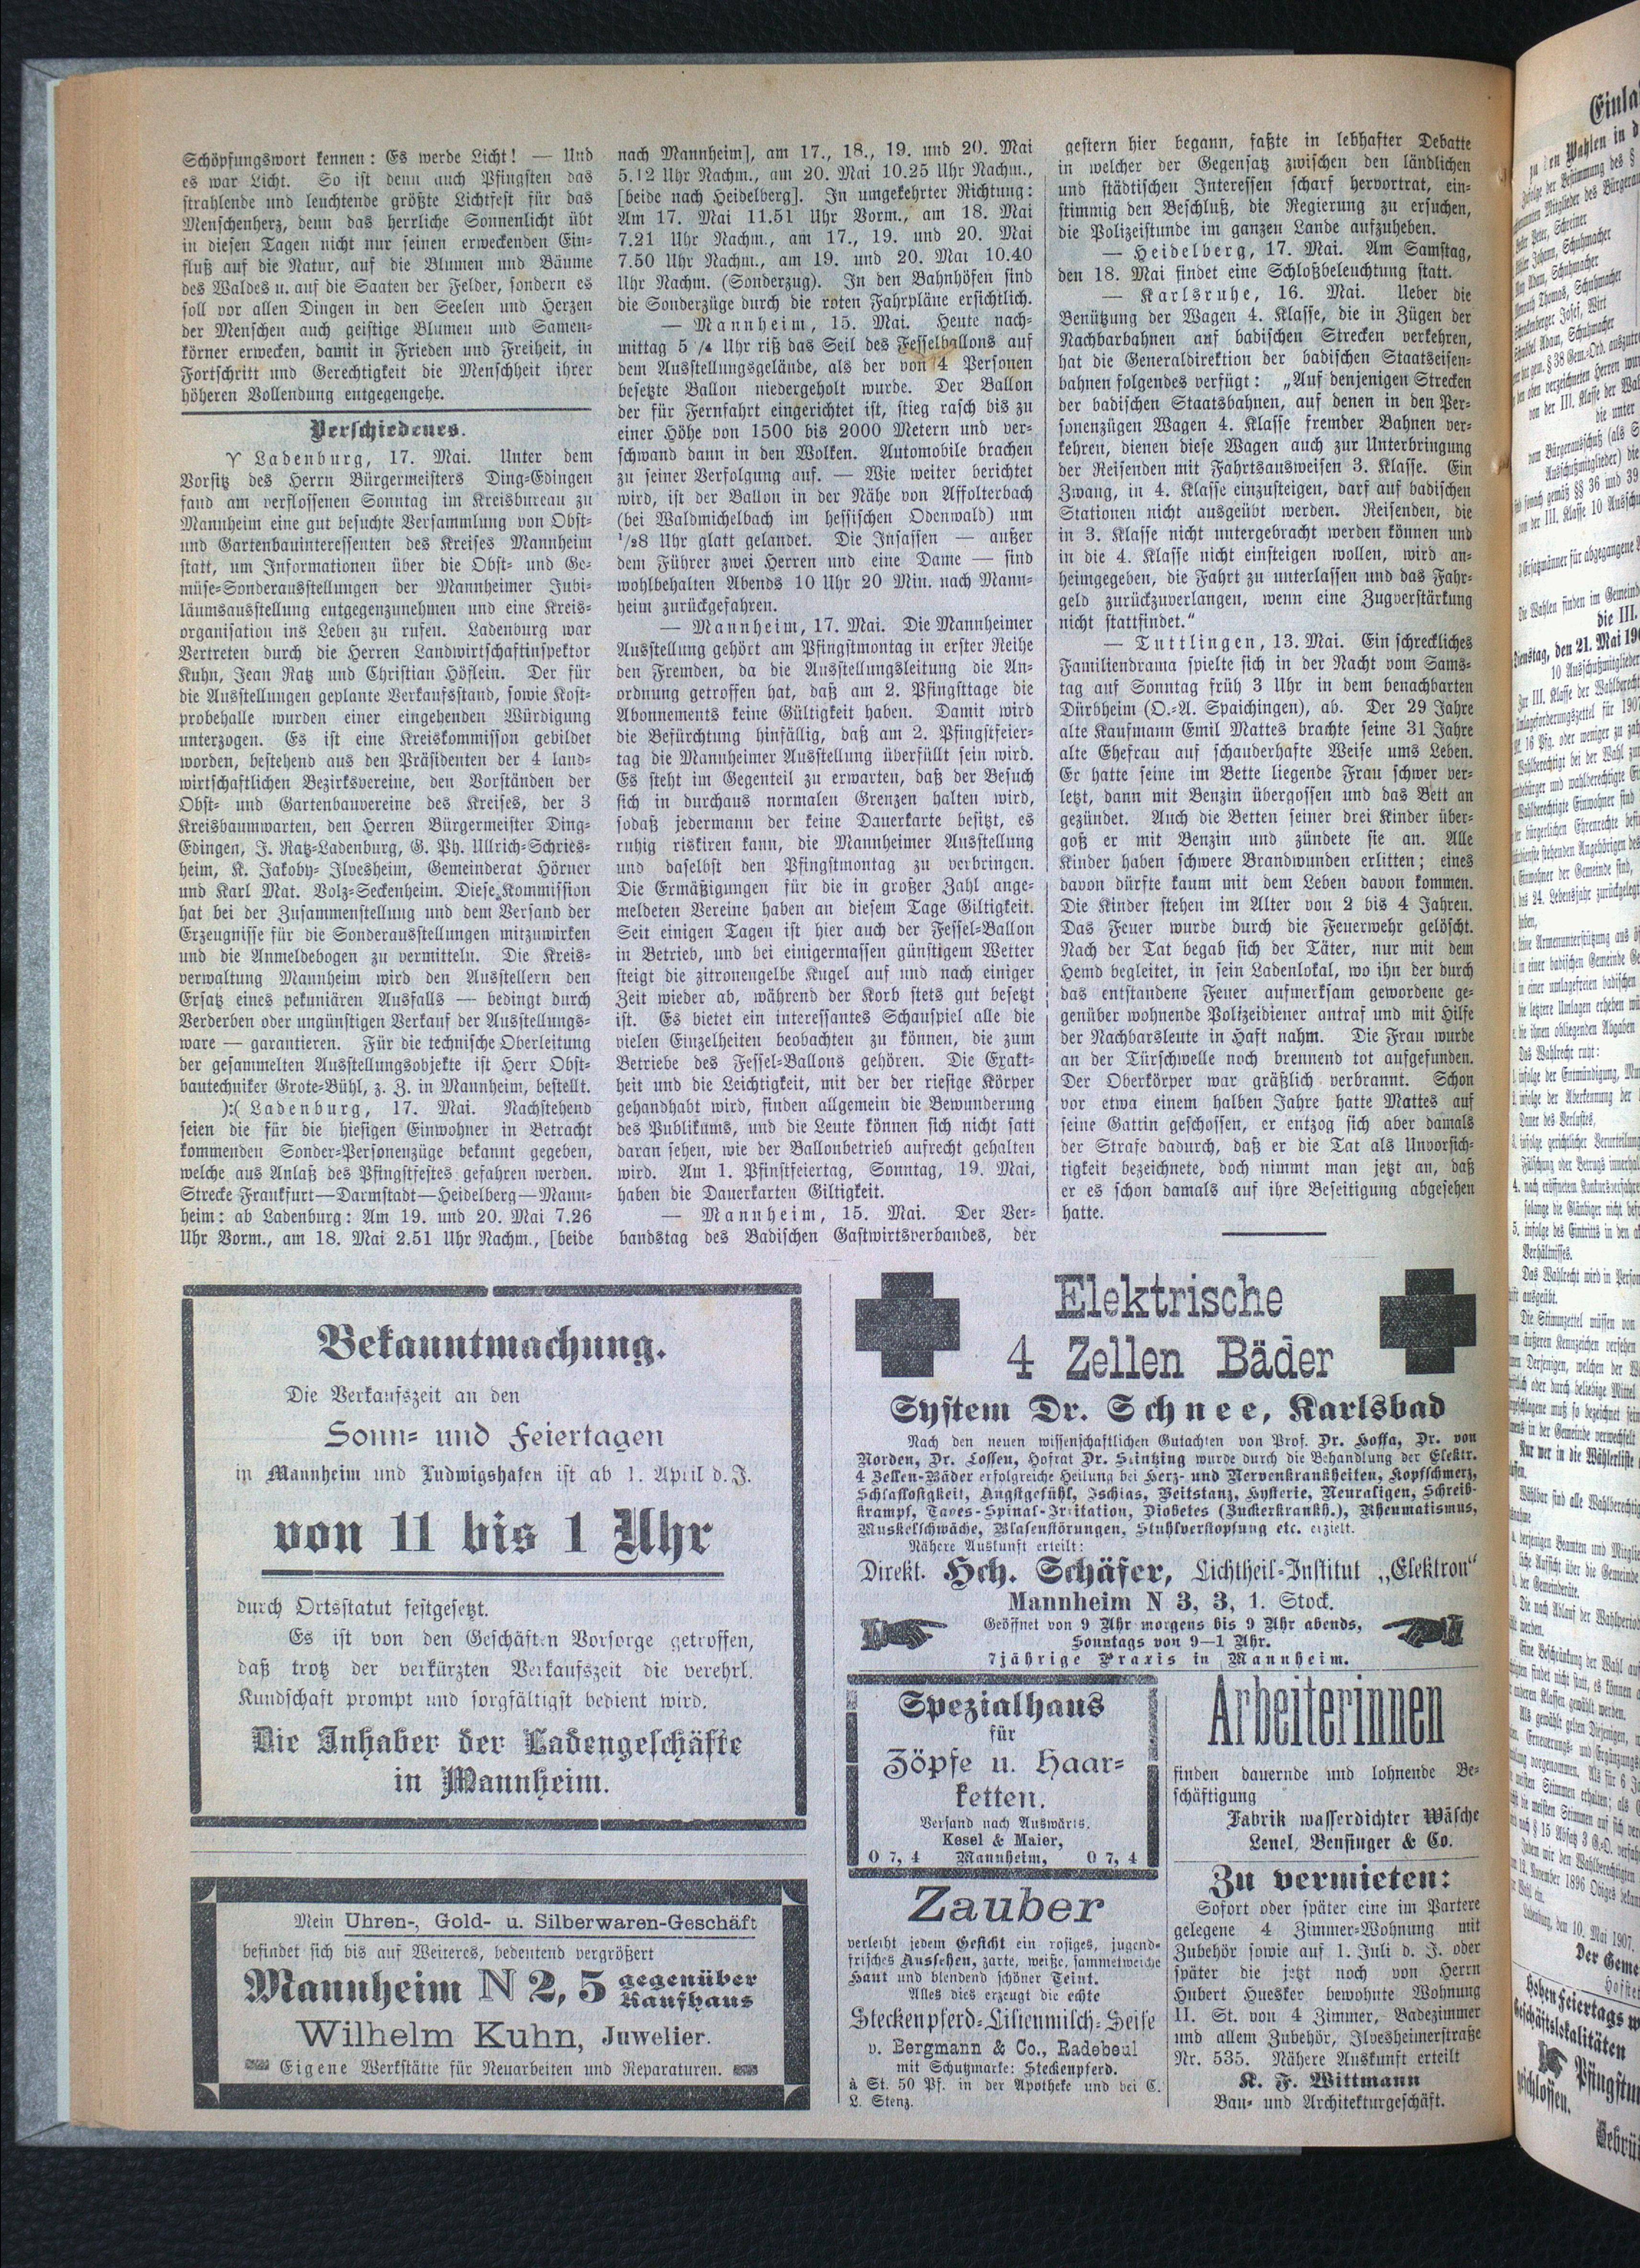 Schöpfungswort kennen: Es werde Licht! — Und
es war Licht. So ist denn auch Pfingsten das
strahlende und leuchtende größte Lichtfest für das
Menschenherz, denn das herrliche Sonnenlicht übt
in diesen Tagen nicht nur seinen erweckenden Ein-
fluß auf die Natur, auf die Blumen und Bäume
des Waldes u. auf die Saaten der Felder, sondern es
soll vor allen Dingen in den Seelen und Herzen
der Menschen auch geistige Blumen und Samen-
körner erwecken, damit in Frieden und Freiheit, in
Fortschritt und Gerechtigkeit die Menschheit ihrer
höheren Vollendung entgegengehe.
Verschiedenes.
Ladenburg, 17. Mai. Unter dem
Vorsitz des Herrn Bürgermeisters Ding-Edingen
fand am verflossenen Sonntag im Kreisbureau zu
Mannheim eine gut besuchte Versammlung von Obst-
und Gartenbauinteressenten des Kreises Mannheim
statt, um Informationen über die Obst- und Ge-
müse-Sonderausstellungen der Mannheimer Jubi-
läumsausstellung entgegenzunehmen und eine Kreis-
organisation ins Leben zu rufen. Ladenburg war
Vertreten durch die Herren Landwirtschaftinspektor
Kuhn, Jean Ratz und Christian Höflein. Der für
die Ausstellungen geplante Verkaufsstand, sowie Kost-
probehalle wurden einer eingehenden Würdigung
unterzogen. Es ist eine Kreiskommisson gebildet
worden, bestehend aus den Präsidenten der 4 land-
wirtschaftlichen Bezirksvereine, den Vorständen der
Obst- und Gartenbauvereine des Kreises, der 3
Kreisbaumwarten, den Herren Bürgermeister Ding-
Edingen, J. Ratz-Ladenburg, G. Ph. Ullrich-Schries-
heim, K. Jakoby-Ilvesheim, Gemeinderat Hörner
und Karl Mat. Volz-Seckenheim. Diese Kommission
hat bei der Zusammenstellung und dem Versand der
Erzeugnisse für die Sonderausstellungen mitzuwirken
und die Anmeldebogen zu vermitteln. Die Kreis-
verwaltung Mannheim wird den Ausstellern den
Ersatz eines pekuniären Ausfalls — bedingt durch
Verderben oder ungünstigen Verkauf der Ausstellungs-
ware — garantieren. Für die technische Oberleitung
der gesammelten Ausstellungsobjekte ist Herr Obst-
bautechniker Grote-Bühl, z. Z. in Mannheim, bestellt.
):( Ladenburg, 17. Mai. Nachstehend
seien die für die hiesigen Einwohner in Betracht
kommenden Sonder-Personenzüge bekannt gegeben,
welche aus Anlaß des Pfingstfestes gefahren werden.
Strecke Frankfurt—Darmstadt—Heidelberg—Mann-
heim: ab Ladenburg: Am 19. und 20. Mai 7.26
Uhr Vorm., am 18. Mai 2.51 Uhr Nachm., [beide
nach Mannheim], am 17., 18., 19. und 20. Mai
5.12 Uhr Nachm., am 20. Mai 10.25 Uhr Nachm.,
[beide nach Heidelberg]. In umgekehrter Richtung:
Am 17. Mai 11.51 Uhr Vorm., am 18. Mai
7.21 Uhr Nachm., am 17., 19. und 20. Mai
7.50 Uhr Nachm., am 19. und 20. Mai 10.40
Uhr Nachm. (Sonderzug). In den Bahnhöfen sind
die Sonderzüge durch die roten Fahrpläne ersichtlich.
— Mannheim, 15. Mai. Heute nach-
mittag 5 /4 Uhr riß das Seil des Fesselballons auf
dem Ausstellungsgelände, als der von 4 Personen
besetzte Ballon niedergeholt wurde. Der Ballon
der für Fernfahrt eingerichtet ist, stieg rasch bis zu
einer Höhe von 1500 bis 2000 Metern und ver-
schwand dann in den Wolken. Automobile brachen
zu seiner Verfolgung auf. — Wie weiter berichtet
wird, ist der Ballon in der Nähe von Affolterbach
(bei Waldmichelbach im hessischen Odenwald) um
1/28 Uhr glatt gelandet. Die Insassen — außer
dem Führer zwei Herren und eine Dame — sind
wohlbehalten Abends 10 Uhr 20 Min. nach Mann-
heim zurückgefahren.
— Mannheim, 17. Mai. Die Mannheimer
Ausstellung gehört am Pfingstmontag in erster Reihe
den Fremden, da die Ausstellungsleitung die An-
ordnung getroffen hat, daß am 2. Pfingsttage die
Abonnements keine Gültigkeit haben. Damit wird
die Befürchtung hinfällig, daß am 2. Pfingstfeier-
tag die Mannheimer Ausstellung überfüllt sein wird.
Es steht im Gegenteil zu erwarten, daß der Besuch
sich in durchaus normalen Grenzen halten wird,
sodaß jedermann der keine Dauerkarte besitzt, es
ruhig riskiren kann, die Mannheimer Ausstellung
und daselbst den Pfingstmontag zu verbringen.
Die Ermäßigungen für die in großer Zahl ange-
meldeten Vereine haben an diesem Tage Giltigkeit.
Seit einigen Tagen ist hier auch der Fessel-Ballon
in Betrieb, und bei einigermassen günstigem Wetter
steigt die zitronengelbe Kugel auf und nach einiger
Zeit wieder ab, während der Korb stets gut besetzt
ist. Es bietet ein interessantes Schauspiel alle die
vielen Einzelheiten beobachten zu können, die zum
Betriebe des Fessel-Ballons gehören. Die Exakt-
heit und die Leichtigkeit, mit der der riesige Körper
gehandhabt wird, finden allgemein die Bewunderung
des Publikums, und die Leute können sich nicht satt
daran sehen, wie der Ballonbetrieb aufrecht gehalten
wird. Am 1. Pfinstfeiertag, Sonntag, 19. Mai,
haben die Dauerkarten Giltigkeit.
— Mannheim, 15. Mai. Der Ver-
bandstag des Badischen Gastwirtsverbandes, der
gestern hier begann, faßte in lebhafter Debatte
in welcher der Gegensatz zwischen den ländlichen
und städtischen Interessen scharf hervortrat, ein-
stimmig den Beschluß, die Regierung zu ersuchen,
die Polizeistunde im ganzen Lande aufzuheben.
— Heidelberg, 17. Mai. Am Samstag,
den 18. Mai findet eine Schloßbeleuchtung statt.
— Karlsruhe, 16. Mai. Ueber die
Benützung der Wagen 4. Klasse, die in Zügen der
Nachbarbahnen auf badischen Strecken verkehren,
hat die Generaldirektion der badischen Staatseisen-
bahnen folgendes verfügt: „Auf denjenigen Strecken
der badischen Staatsbahnen, auf denen in den Per-
sonenzügen Wagen 4. Klasse fremder Bahnen ver-
kehren, dienen diese Wagen auch zur Unterbringung
der Reisenden mit Fahrtsausweisen 3. Klasse. Ein
Zwang, in 4. Klasse einzusteigen, darf auf badischen
Stationen nicht ausgeübt werden. Reisenden, die
in 3. Klasse nicht untergebracht werden können und
in die 4. Klasse nicht einsteigen wollen, wird an-
heimgegeben, die Fahrt zu unterlassen und das Fahr-
geld zurückzuverlangen, wenn eine Zugverstärkung
nicht stattfindet.“
— Tuttlingen, 13. Mai. Ein schreckliches
Familiendrama spielte sich in der Nacht vom Sams-
tag auf Sonntag früh 3 Uhr in dem benachbarten
Dürbheim (O.-A. Spaichingen), ab. Der 29 Jahre
alte Kaufmann Emil Mattes brachte seine 31 Jahre
alte Ehefrau auf schauderhafte Weise ums Leben.
Er hatte seine im Bette liegende Frau schwer ver-
letzt, dann mit Benzin übergossen und das Bett an
gezündet. Auch die Betten seiner drei Kinder über-
goß er mit Benzin und zündete sie an. Alle
Kinder haben schwere Brandwunden erlitten; eines
davon dürfte kaum mit dem Leben davon kommen.
Die Kinder stehen im Alter von 2 bis 4 Jahren.
Das Feuer wurde durch die Feuerwehr gelöscht.
Nach der Tat begab sich der Täter, nur mit dem
Hemd begleitet, in sein Ladenlokal, wo ihn der durch
das entstandene Feuer aufmerksam gewordene ge-
genüber wohnende Polizeidiener antraf und mit Hilfe
der Nachbarsleute in Haft nahm. Die Frau wurde
an der Türschwelle noch brennend tot aufgefunden.
Der Oberkörper war gräßlich verbrannt. Schon
vor etwa einem halben Jahre hatte Mattes auf
seine Gattin geschossen, er entzog sich aber damals
der Strafe dadurch, daß er die Tat als Unvorsich-
tigkeit bezeichnete, doch nimmt man jetzt an, daß
er es schon damals auf ihre Beseitigung abgesehen
hatte.
Bekanntmachung.
Die Verkaufszeit an den
Sonn- und Feiertagen
in Mannheim und Ludwigshafen ist ab 1. April d. J.
von 11 bis 1 Uhr
durch Ortsstatut festgesetzt.
Es ist von den Geschäften Vorsorge getroffen,
daß trotz der verkürzten Verkaufszeit die verehrl.
Kundschaft prompt und sorgfältigst bedient wird.
Die Inhaber der Ladengeschäfte
in Mannheim.
Mein Uhren-, Gold- u. Silberwaren-Geschäft
befindet sich bis auf Weiteres, bedeutend vergrößert
Mannheim N 2, 5 gegenüber
Kaufhaus
Wilhelm Kuhn, Juwelier.
Eigene Werkstätte für Neuarbeiten und Reparaturen.
Elektrische
4 Zellen Bäder
System Dr. Schnee, Karlsbad
Nach den neuen wissenschaftlichen Gutachten von Prof. Dr. Hoffa, Dr. von
Norden, Dr. Lossen, Hofrat Dr. Stintzing wurde durch die Behandlung der Elektr.
4 Zellen-Bäder erfolgreiche Heilung bei Herz- und Nervenkrankheiten, Kopfschmerz,
Schlaflosigkeit, Angstgefühl, Ischias, Veitstanz, Hysterie, Neuraligen, Schreib-
krampf, Taves-Spinal-Irritation, Diobetes (Zuckerkrankh.), Rheumatismus,
Muskelschwäche, Blasenstörungen, Stuhlverstopfung etc. erzielt.
Nähere Auskunft erteilt:
Direkt. Hch. Schäfer, Lichtheil-Institut „Elektron“
Mannheim N 3, 3, 1. Stock.
Geöffnet von 9 Uhr morgens bis 9 Uhr abends,
Sonntags von 9—1 Uhr.
7jährige Praxis in Mannheim.
Spezialhaus
für
Zöpfe u. Haar-
ketten.
Versand nach Auswärts.
Kesel & Maier,
O 7, 4 Mannheim, O 7, 4
Zauber
verleiht jedem Gesicht ein rosiges, jugend-
frisches Aussehen, zarte, weiße, sammetweiche
Haut und blendend schöner Teint.
Alles dies erzeugt die echte
Steckenpferd-Lilienmilch-Seife
v. Bergmann & Co., Radebeul
mit Schutzmarke: Steckenpferd.
à St. 50 Pf. in der Apotheke und bei C.
L. Stenz.
Arbeiterinnen
finden dauernde und lohnende Be-
schäftigung
Fabrik wasserdichter Wäsche
Lenel, Bensinger & Co.
Zu vermieten:
Sofort oder später eine im Partere
gelegene 4 Zimmer-Wohnung mit
Zubehör sowie auf 1. Juli d. J. oder
später die jetzt noch von Herrn
Hubert Huesker bewohnte Wohnung
II. St. von 4 Zimmer, Badezimmer
und allem Zubehör, Ilvesheimerstraße
Nr. 535. Nähere Auskunft erteilt
K. F. Wittmann
Bau- und Architekturgeschäft.